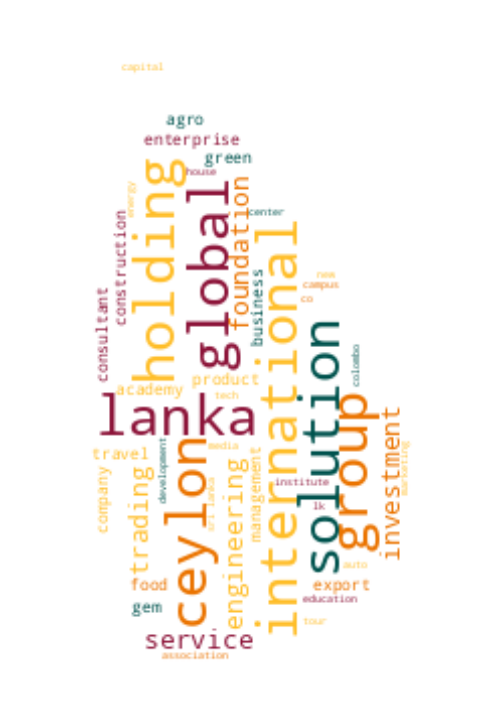 capital
agro
enterprise
green
house
energy
holding
global
foundation
center
construction
international
business
consultant
new
campus
co
solution
colombo
product
academy
tech
lanka
group
investment
marketing
travel
media
development
ceylon
company
trading
sri lanka
engineering
management
institute
lk
auto
food
export
gem
education
tour
service
association